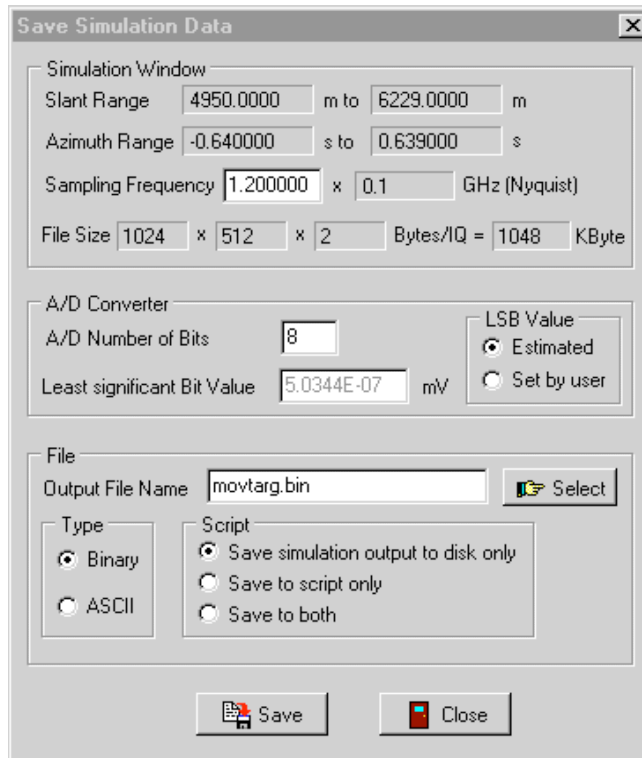 Save Simulation Data
Simulation Window
Slant Range 4950.0000 m to 6229.0000 m
Azimuth Range -0.640000 s to 0.639000 s
Sampling Frequency 1.200000 x 0.1 GHz (Nyquist)
File Size 1024 x 512 x 2 Bytes/IQ = 1048 KByte
A/D Converter
LSB Value
A/D Number of Bits 8
Estimated
Least significant Bit Value 5.0344E-07 mV
Set by user
File
Output File Name movtarg.bin Select
Type
Binary
ASCII
Script
Save simulation output to disk only
Save to script only
Save to both
Save Close